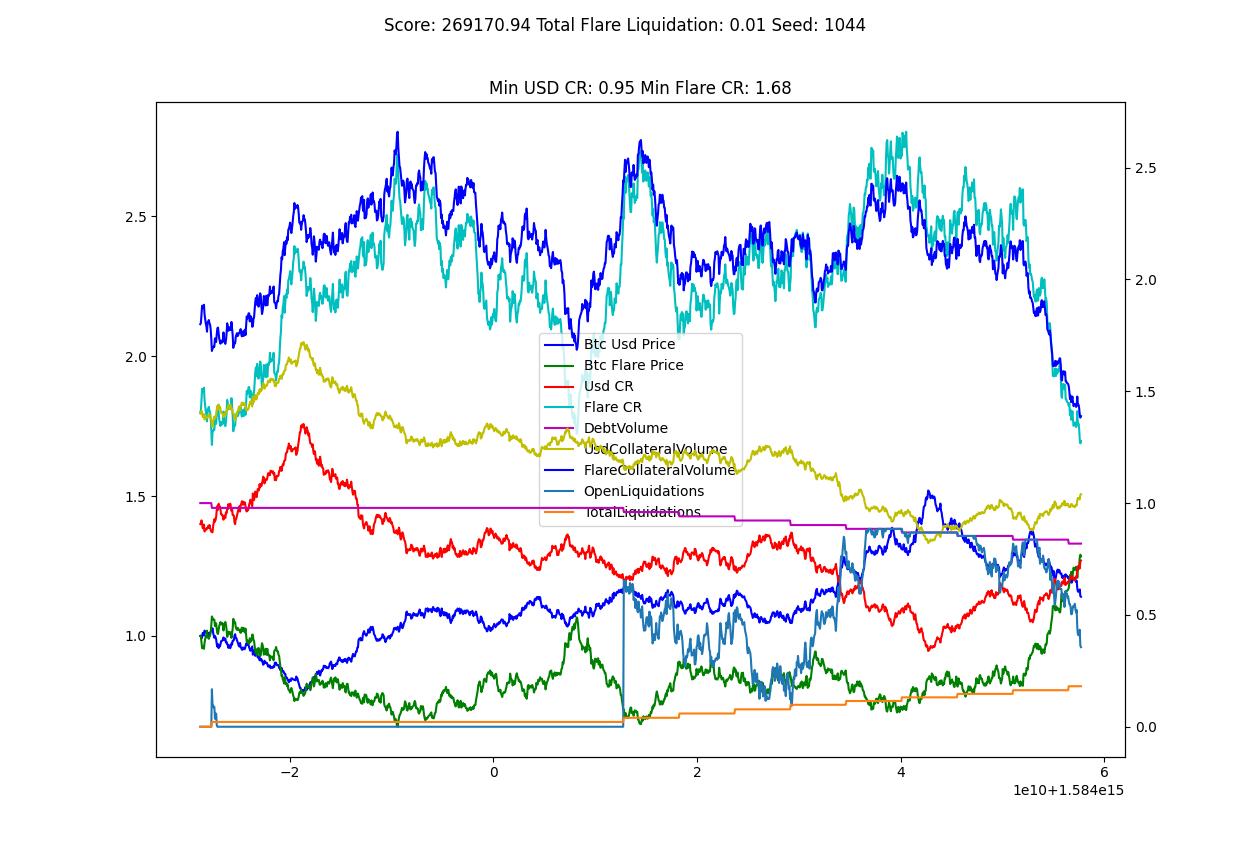 Score: 269170.94 Total Flare Liquidation: 0.01 Seed: 1044
Min USD CR: 0.95 Min Flare CR: 1.68
2.5
2.0
1.5
1.0
2.5
2.0
1.5
1.0
0.5
0.0
Btc Usd Price
Btc Flare Price
Usd CR
Flare CR
DebtVolume
UsdCollateralVolume
FlareCollateralVolume
OpenLiquidations
TotalLiquidations
−2 0 2 4 6
1e10+1.584e15